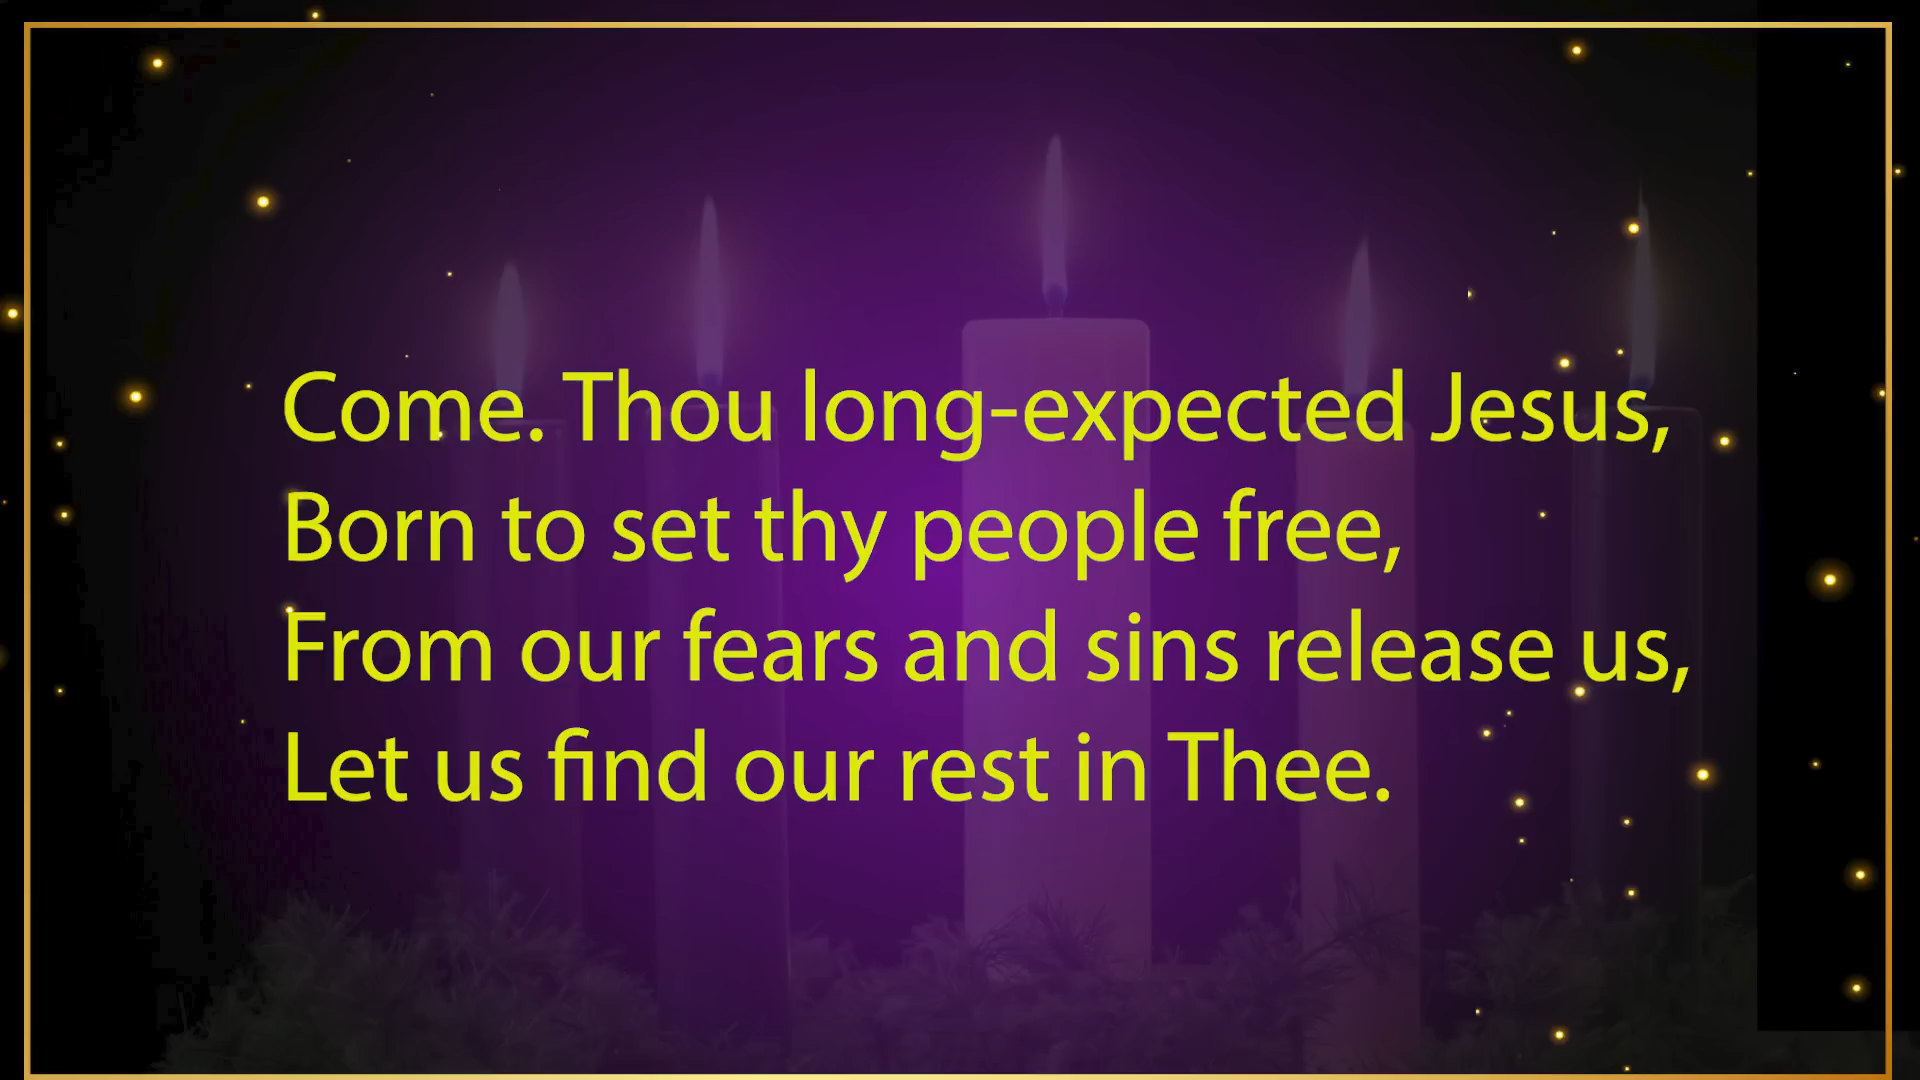 Come. Thou long-expected Jesus,
Born to set thy people free,
From our fears and sins release us,
Let us find our rest in Thee.